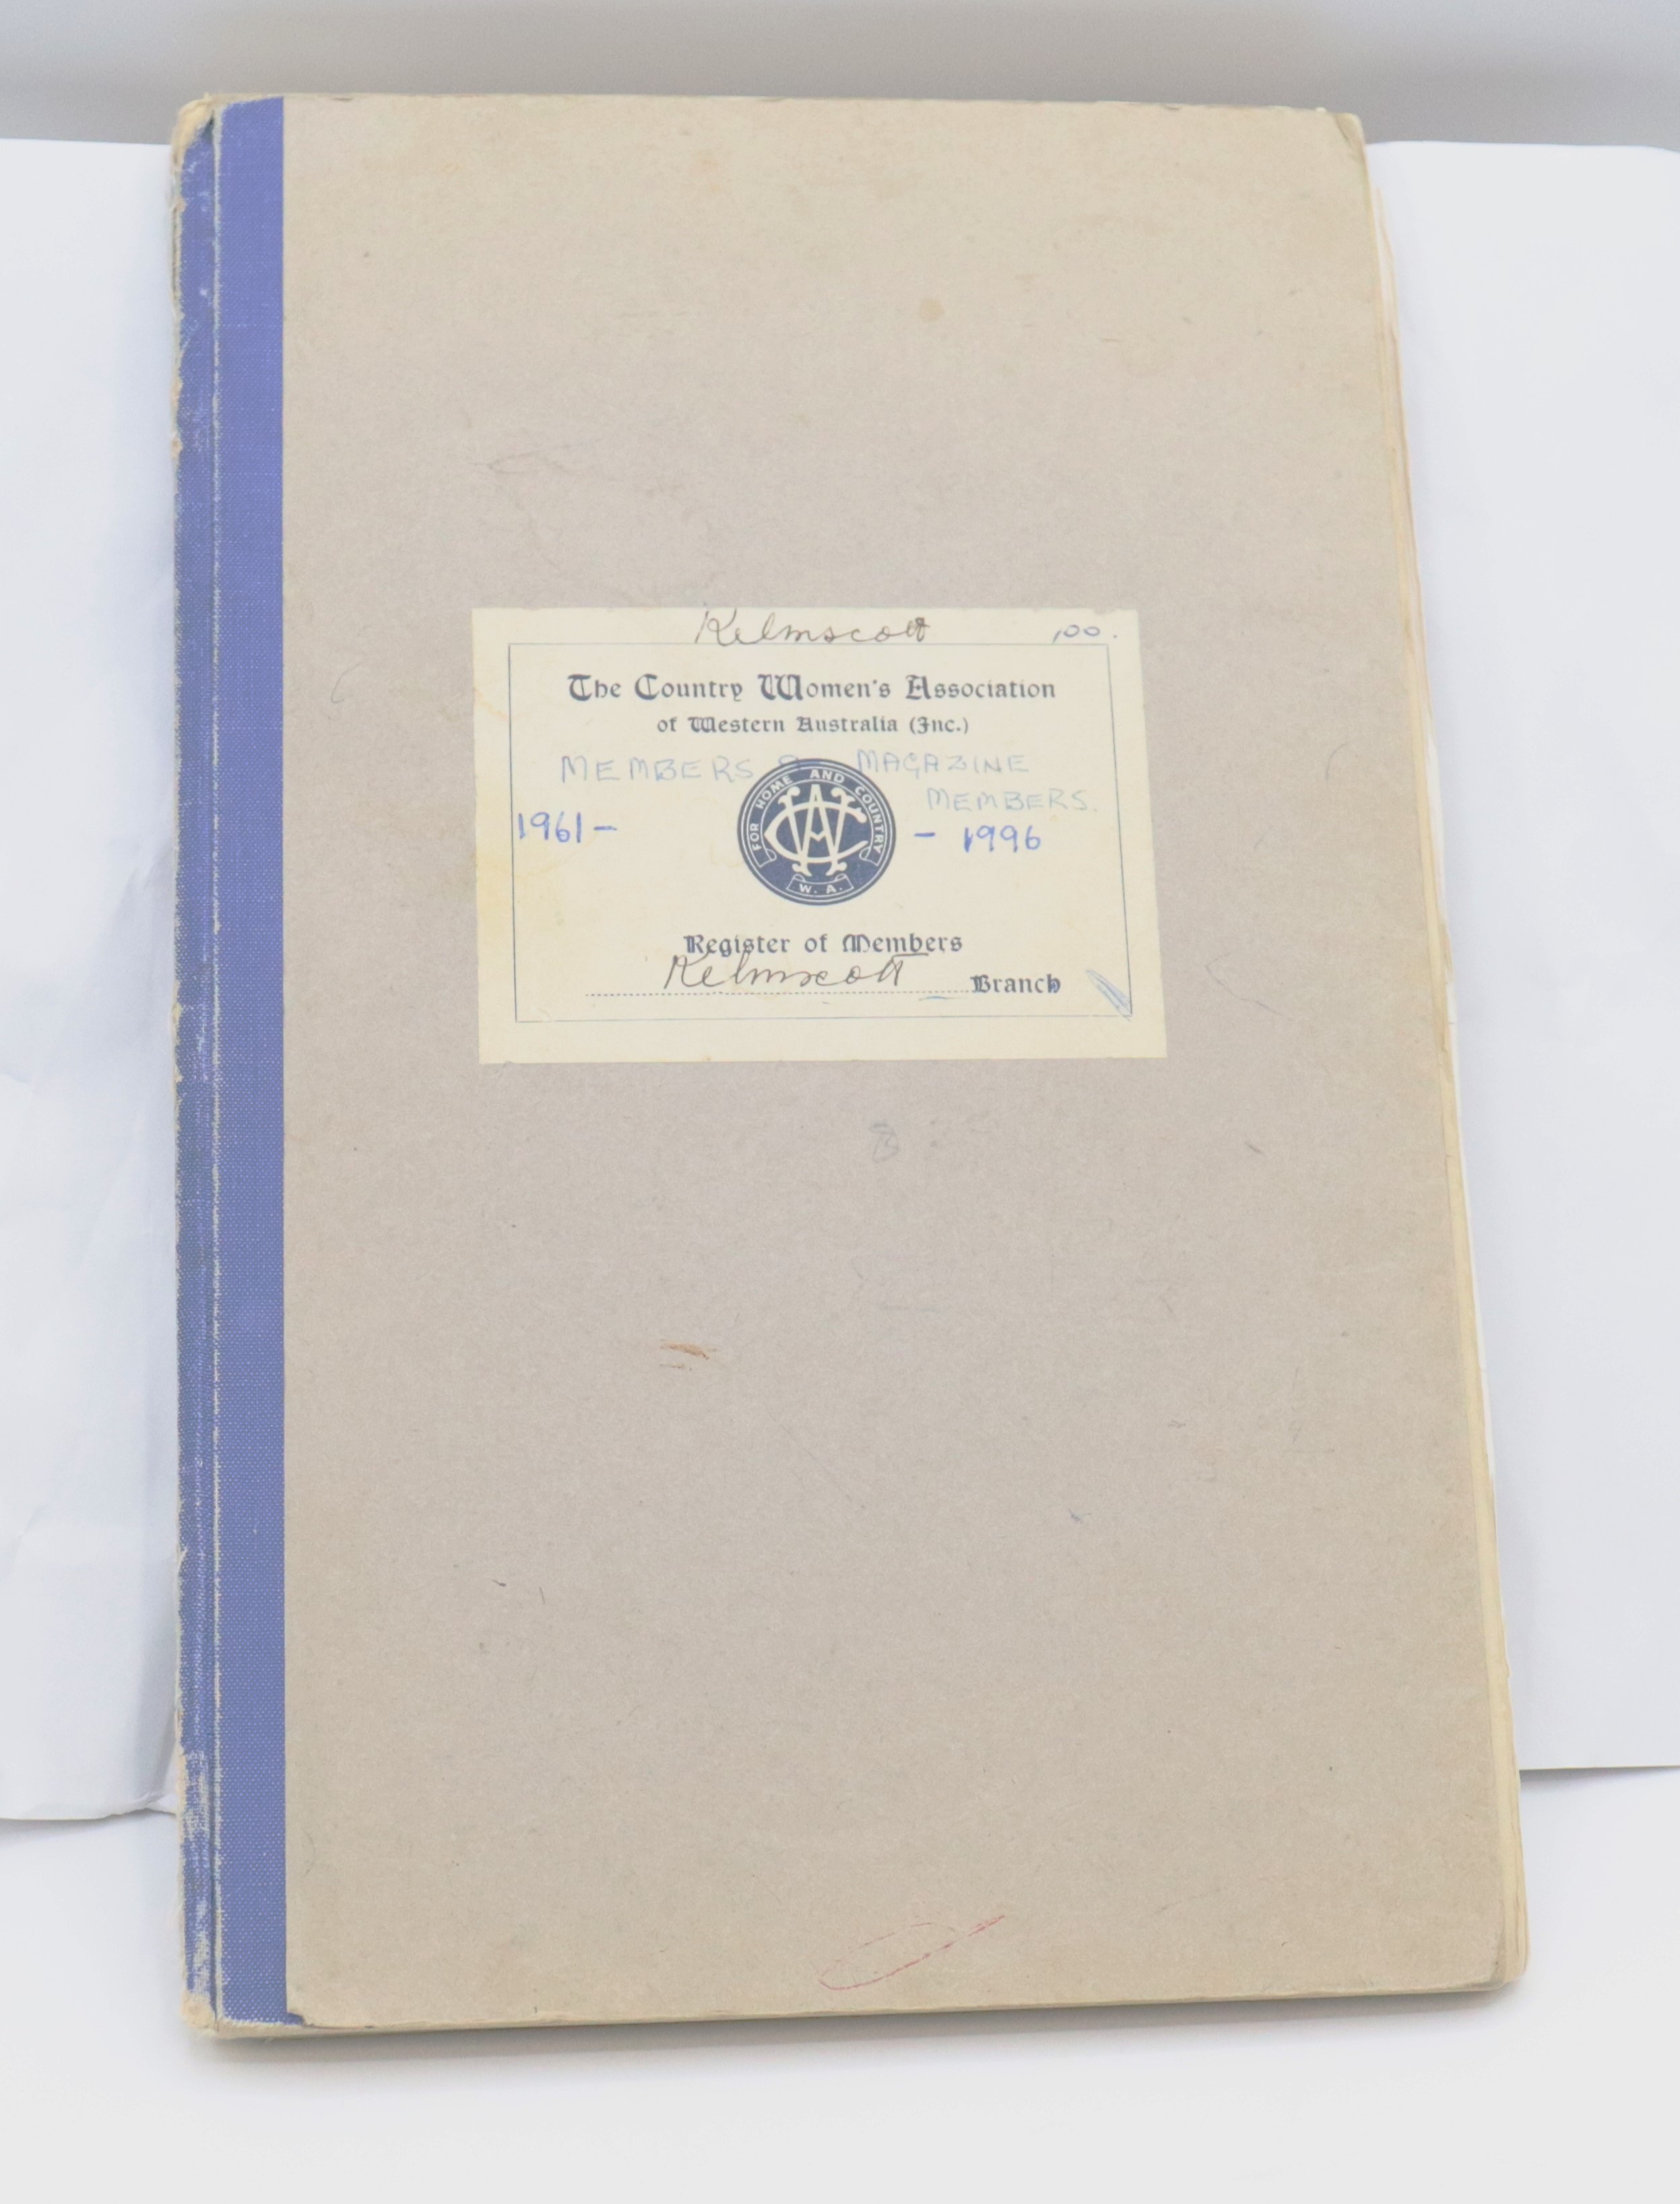 Kelmscott 100.
The Country Women's Association
of Western Australia (Inc.)
MEMBERS & MAGAZINE
MEMBERS.
1961 - - 1996
FOR HOME AND COUNTRY
CWA
W. A.
Register of Members
Kelmscott Branch